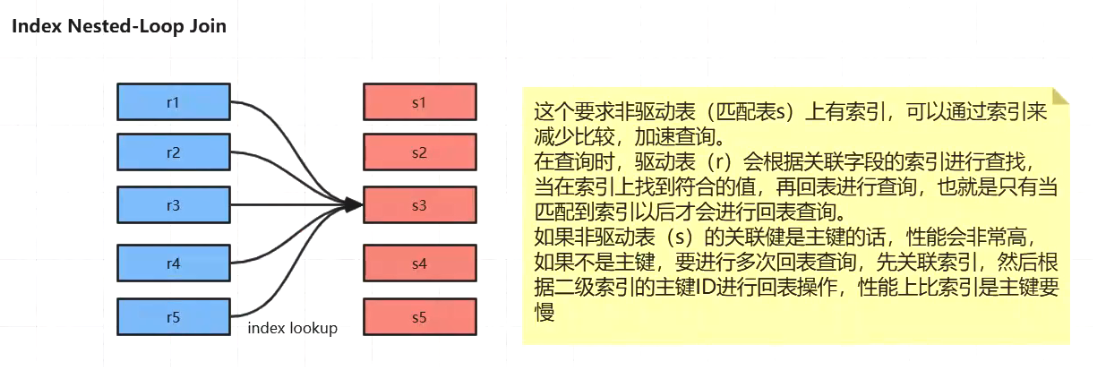 Index Nested-Loop Join
r1
s1
r2
s2
r3
s3
r4
s4
r5
s5
index lookup
这个要求非驱动表（匹配表s）上有索引，可以通过索引来
减少比较，加速查询。
在查询时，驱动表（r）会根据关联字段的索引进行查找，
当在索引上找到符合的值，再回表进行查询，也就是只有当
匹配到索引以后才会进行回表查询。
如果非驱动表（s）的关联健是主键的话，性能会非常高，
如果不是主键，要进行多次回表查询，先关联索引，然后根
据二级索引的主键ID进行回表操作，性能上比索引是主键要
慢